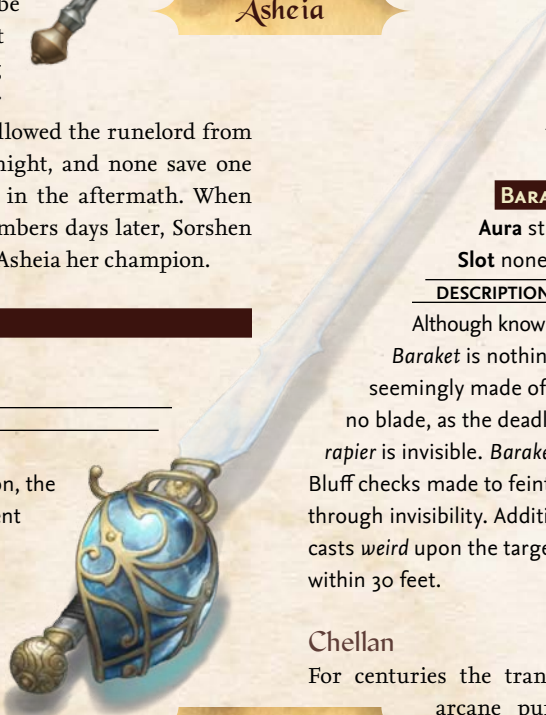 be
t
Asheia
llowed the runelord from
night, and none save one
in the aftermath. When
mbers days later, Sorshen
Asheia her champion.
on, the
ent
BARA
Aura st
Slot none
DESCRIPTION
Although know
Baraket is nothin
seemingly made of
no blade, as the deadl
rapier is invisible. Barake
Bluff checks made to feint
through invisibility. Additi
casts weird upon the targe
within 30 feet.
Chellan
For centuries the tran
arcane pur